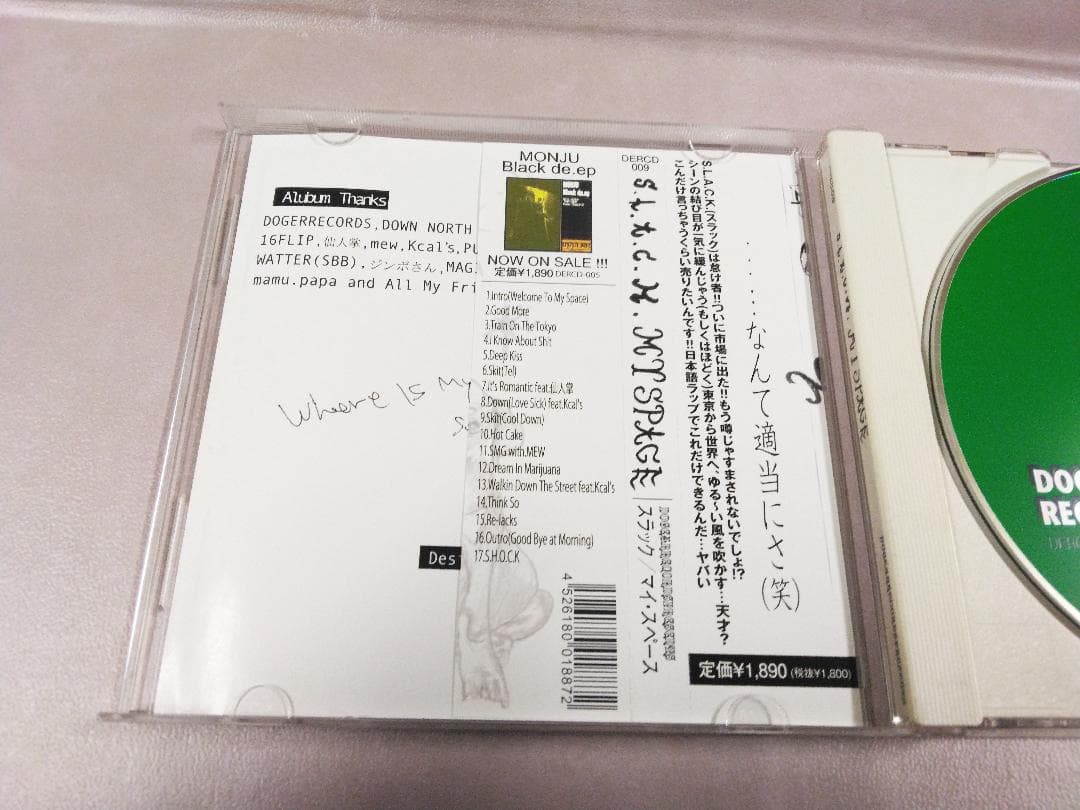 Alubum Thanks
DOGERRECORDS,DOWN NORTH
16FLIP,仙人掌,mew,Kcal's,
WATTER(SBB),ジンボさん,
mamu.papa and All My
Where Is My
MONJU
Black de.ep
NOW ON SALE !!!
定価¥1,890 DERCD-005
1.Intro(Welcome To My Space)
2.Good More
3.Train On The Tokyo
4.i Know About Shit
5.Deep Kiss
6.Skit(Tel)
7.It's Romantic feat.仙人掌
8.Down(Love Sick) feat.Kcal's
9.Skit(Cool Down)
10.Hot Cake
11.SMG with.MEW
12.Dream In Marijuana
13.Walkin Down The Street feat.Kcal's
14.Think So
15.Re-lacks
16.Outro(Good Bye at Morning)
17.S.H.O.C.K
4 526180 018872
DERCD
009
S.L.A.C.K. MY SPACE
スラック/マイ・スペース
......なんて適当にさ(笑)
S.L.A.C.K.(スラック)は怠け者!!ついに市場に出た!!もう噂じゃすまされないでしょ!?
シーンの結び目が一気に緩んじゃう(もしくはほどく)東京から世界へ、ゆる〜い風を吹かす…天才?
こんだけ言っちゃうくらい売りたいんです!!日本語ラップでこれだけできるんだ…ヤバい
定価¥1,890(税抜¥1,800)